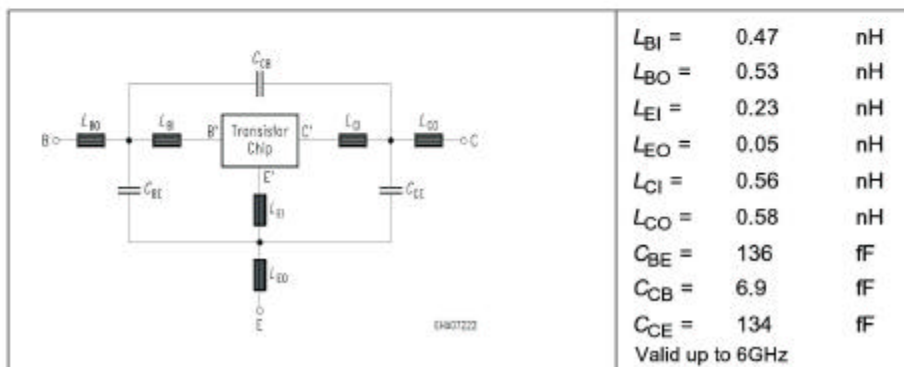 C_CB
L_BO
L_BI
B'
Transistor
Chip
C'
L_CI
L_CO
B
C
E'
C_BE
L_EI
C_CE
L_EO
E
EHA07222
L_BI = 0.47 nH
L_BO = 0.53 nH
L_EI = 0.23 nH
L_EO = 0.05 nH
L_CI = 0.56 nH
L_CO = 0.58 nH
C_BE = 136 fF
C_CB = 6.9 fF
C_CE = 134 fF
Valid up to 6GHz